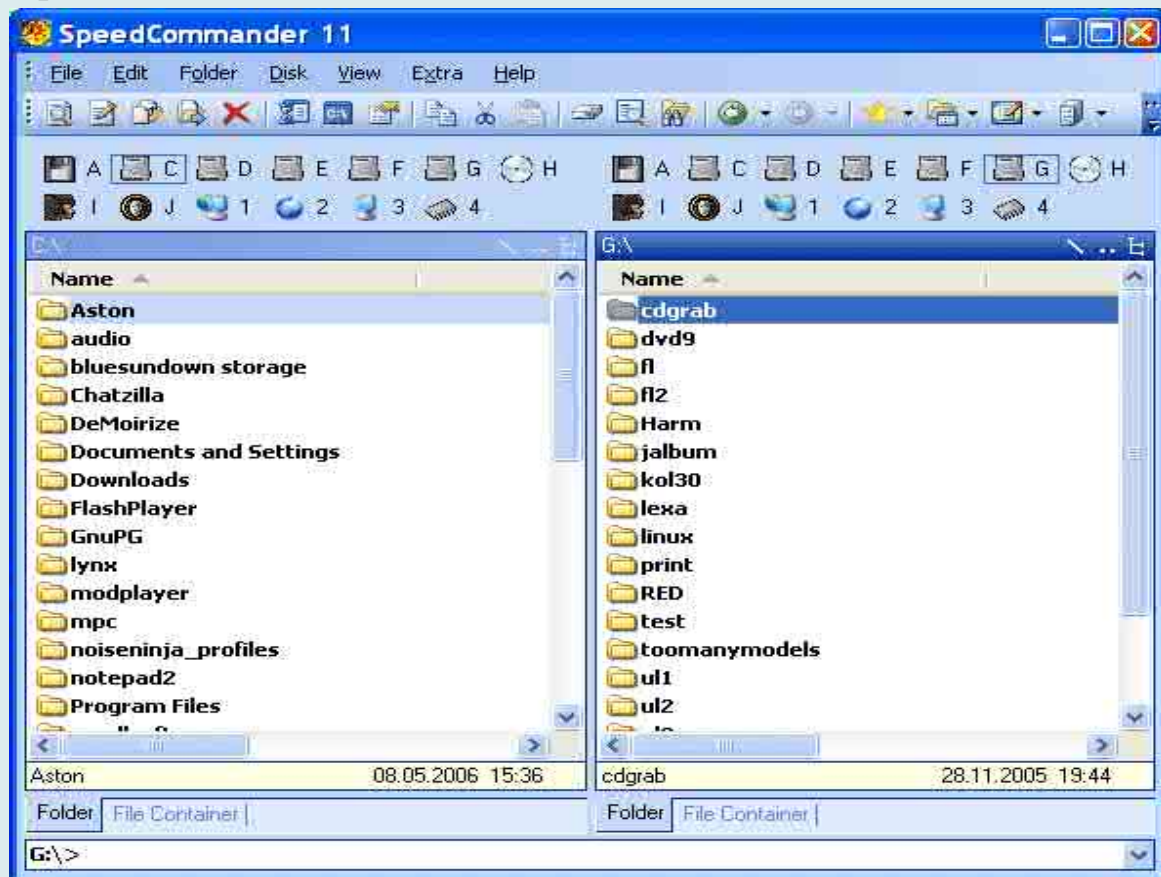 SpeedCommander 11
File Edit Folder Disk View Extra Help
A C D E F G H
I J 1 2 3 4
A C D E F G H
I J 1 2 3 4
C:\
Name
Aston
audio
bluesundown storage
Chatzilla
DeMoirize
Documents and Settings
Downloads
FlashPlayer
GnuPG
lynx
modplayer
mpc
noiseninja_profiles
notepad2
Program Files
Aston 08.05.2006 15:36
Folder File Container
G:\
Name
cdgrab
dvd9
fl
fl2
Harm
jalbum
kol30
lexa
linux
print
RED
test
toomanymodels
ul1
ul2
cdgrab 28.11.2005 19:44
Folder File Container
G:\>